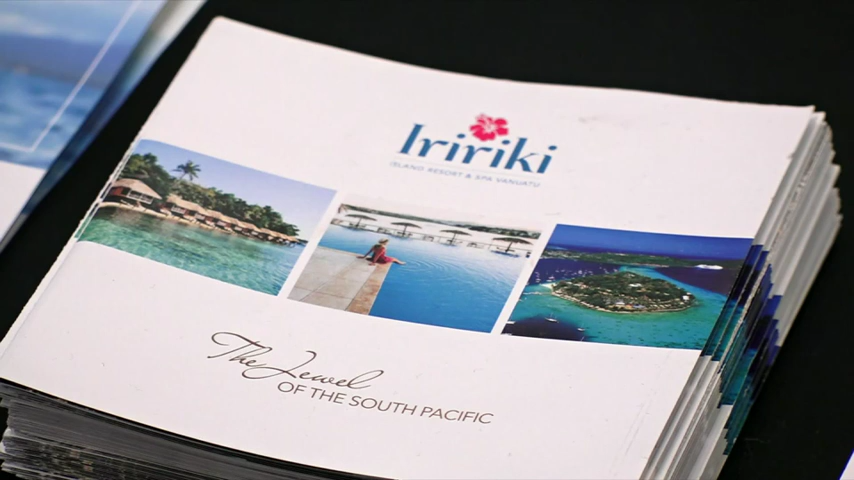 Iririki
ISLAND RESORT & SPA VANUATU
The Jewel
OF THE SOUTH PACIFIC